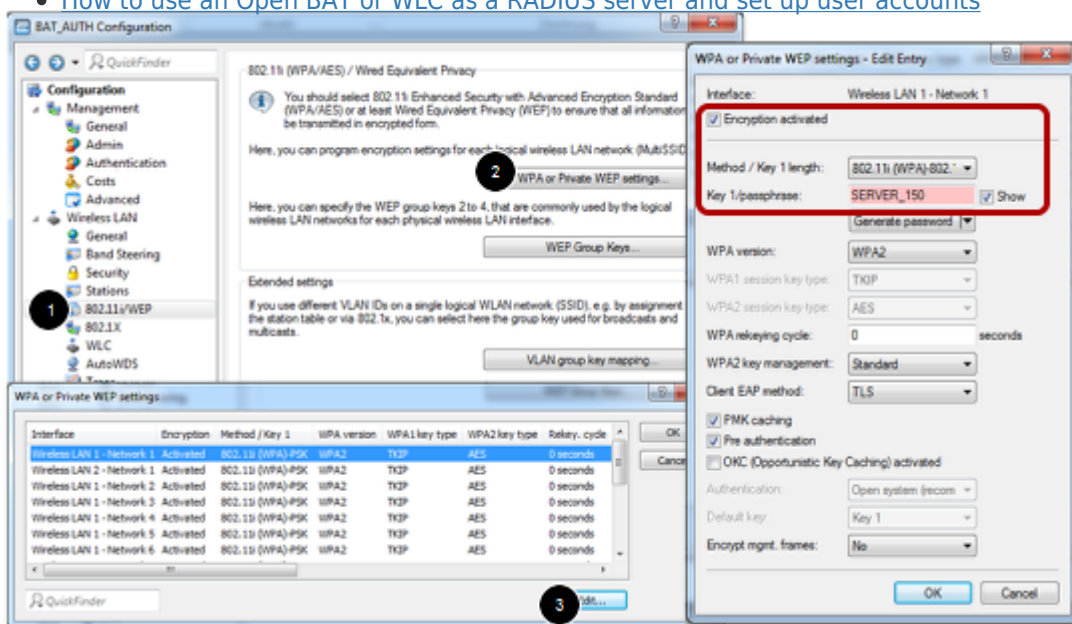 How to use an Open BAT or WLC as a RADIUS server and set up user accounts
BAT_AUTH Configuration
QuickFinder
Configuration
Management
General
Admin
Authentication
Costs
Advanced
Wireless LAN
General
Band Steering
Security
Stations
1
802.11i/WEP
802.1X
WLC
AutoWDS
802.11i (WPA/AES) / Wired Equivalent Privacy
You should select 802.11i Enhanced Security with Advanced Encryption Standard
(WPA/AES) or at least Wired Equivalent Privacy (WEP) to ensure that all information
be transmitted in encrypted form.
Here, you can program encryption settings for each logical wireless LAN network (MultiSSID
2
WPA or Private WEP settings...
Here, you can specify the WEP group keys 2 to 4, that are commonly used by the logical
wireless LAN networks for each physical wireless LAN interface.
WEP Group Keys...
Extended settings
If you use different VLAN IDs on a single logical WLAN network (SSID), e.g. by assignment
the station table or via 802.1x, you can select here the group key used for broadcasts and
multicasts.
VLAN group key mapping...
WPA or Private WEP settings
Interface Encryption Method / Key 1 WPA version WPA1 key type WPA2 key type Rekey. cycle
Wireless LAN 1 - Network 1 Activated 802.11i (WPA)-PSK WPA2 TKIP AES 0 seconds
Wireless LAN 2 - Network 1 Activated 802.11i (WPA)-PSK WPA2 TKIP AES 0 seconds
Wireless LAN 1 - Network 2 Activated 802.11i (WPA)-PSK WPA2 TKIP AES 0 seconds
Wireless LAN 1 - Network 3 Activated 802.11i (WPA)-PSK WPA2 TKIP AES 0 seconds
Wireless LAN 1 - Network 4 Activated 802.11i (WPA)-PSK WPA2 TKIP AES 0 seconds
Wireless LAN 1 - Network 5 Activated 802.11i (WPA)-PSK WPA2 TKIP AES 0 seconds
Wireless LAN 1 - Network 6 Activated 802.11i (WPA)-PSK WPA2 TKIP AES 0 seconds
OK
Cancel
QuickFinder
3
Edit...
WPA or Private WEP settings - Edit Entry
Interface: Wireless LAN 1 - Network 1
Encryption activated
Method / Key 1 length: 802.11i (WPA)-802.
Key 1/passphrase: SERVER_150 Show
Generate password
WPA version: WPA2
WPA1 session key type: TKIP
WPA2 session key type: AES
WPA rekeying cycle: 0 seconds
WPA2 key management: Standard
Client EAP method: TLS
PMK caching
Pre authentication
OKC (Opportunistic Key Caching) activated
Authentication: Open system (recom
Default key: Key 1
Encrypt mgmt. frames: No
OK Cancel